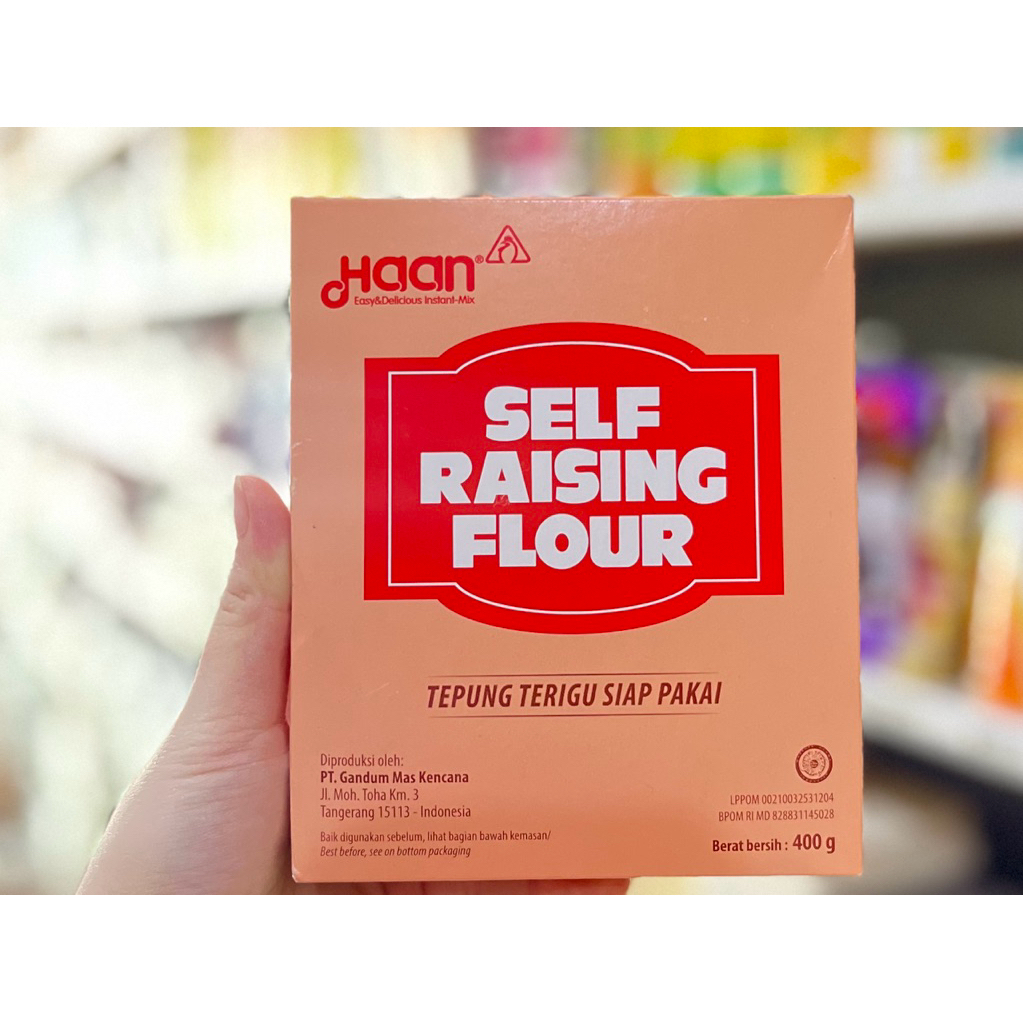 Haan®
Easy&Delicious Instant-Mix
SELF
RAISING
FLOUR
TEPUNG TERIGU SIAP PAKAI
Diproduksi oleh:
PT. Gandum Mas Kencana
Jl. Moh. Toha Km. 3
Tangerang 15113 - Indonesia
Baik digunakan sebelum, lihat bagian bawah kemasan/
Best before, see on bottom packaging
LPPOM 00210032531204
BPOM RI MD 828831145028
Berat bersih : 400 g